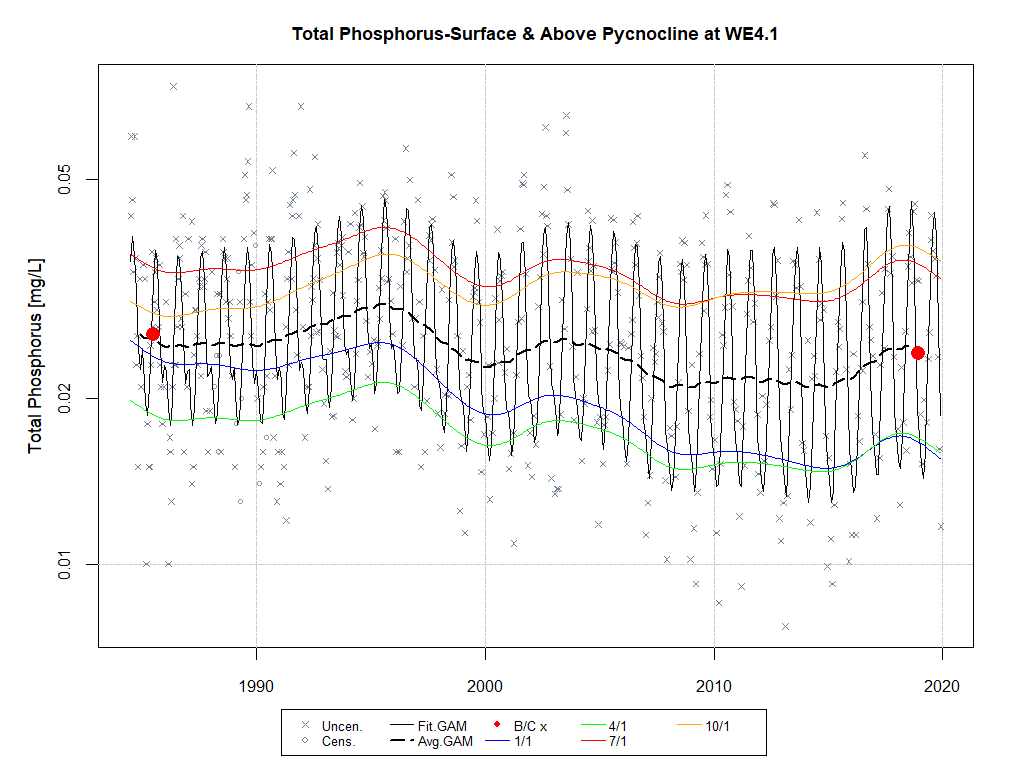 Total Phosphorus-Surface & Above Pycnocline at WE4.1
Total Phosphorus [mg/L]
0.05
0.02
0.01
1990 2000 2010 2020
Uncen. Fit.GAM B/C x 4/1 10/1
Cens. Avg.GAM 1/1 7/1